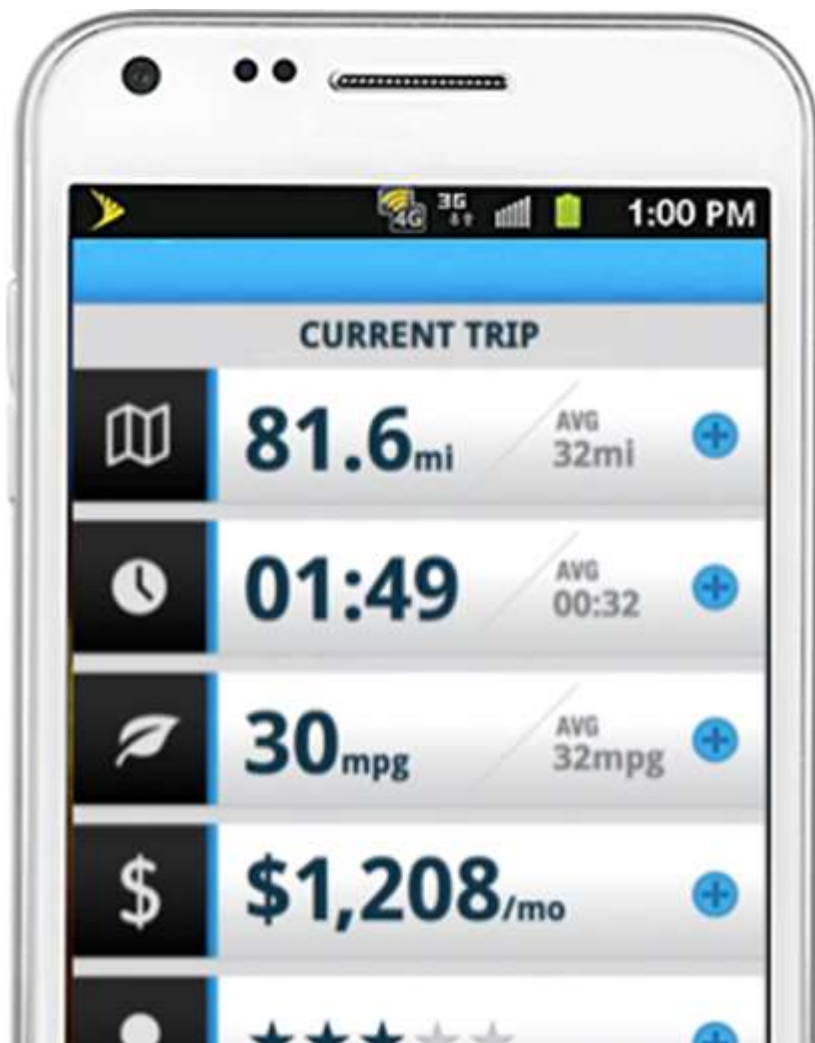 4G 3G 1:00 PM
CURRENT TRIP
81.6mi
AVG
32mi
01:49
AVG
00:32
30mpg
AVG
32mpg
$
$1,208/mo